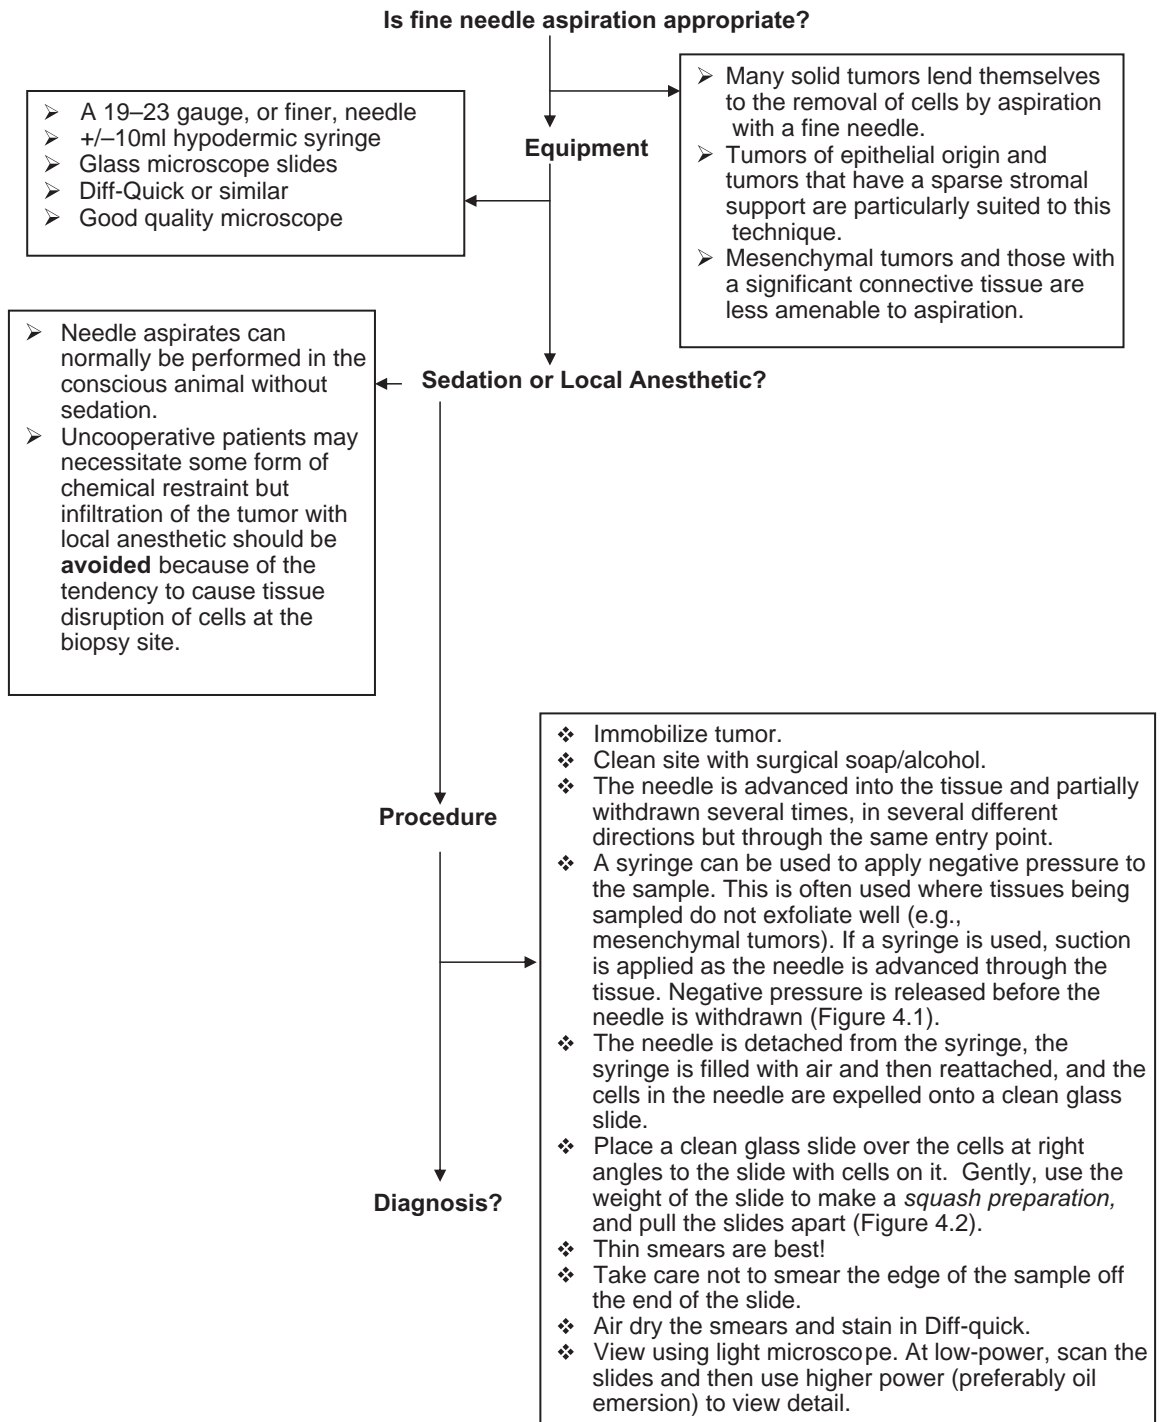 Is fine needle aspiration appropriate?
➢ Many solid tumors lend themselves
to the removal of cells by aspiration
with a fine needle.
➢ Tumors of epithelial origin and
tumors that have a sparse stromal
support are particularly suited to this
technique.
➢ Mesenchymal tumors and those with
a significant connective tissue are
less amenable to aspiration.
Equipment
➢ A 19–23 gauge, or finer, needle
➢ +/–10ml hypodermic syringe
➢ Glass microscope slides
➢ Diff-Quick or similar
➢ Good quality microscope
Sedation or Local Anesthetic?
➢ Needle aspirates can
normally be performed in the
conscious animal without
sedation.
➢ Uncooperative patients may
necessitate some form of
chemical restraint but
infiltration of the tumor with
local anesthetic should be
avoided because of the
tendency to cause tissue
disruption of cells at the
biopsy site.
Procedure
❖ Immobilize tumor.
❖ Clean site with surgical soap/alcohol.
❖ The needle is advanced into the tissue and partially
withdrawn several times, in several different
directions but through the same entry point.
❖ A syringe can be used to apply negative pressure to
the sample. This is often used where tissues being
sampled do not exfoliate well (e.g.,
mesenchymal tumors). If a syringe is used, suction
is applied as the needle is advanced through the
tissue. Negative pressure is released before the
needle is withdrawn (Figure 4.1).
❖ The needle is detached from the syringe, the
syringe is filled with air and then reattached, and the
cells in the needle are expelled onto a clean glass
slide.
❖ Place a clean glass slide over the cells at right
angles to the slide with cells on it. Gently, use the
weight of the slide to make a squash preparation,
and pull the slides apart (Figure 4.2).
❖ Thin smears are best!
❖ Take care not to smear the edge of the sample off
the end of the slide.
❖ Air dry the smears and stain in Diff-quick.
❖ View using light microscope. At low-power, scan the
slides and then use higher power (preferably oil
emersion) to view detail.
Diagnosis?